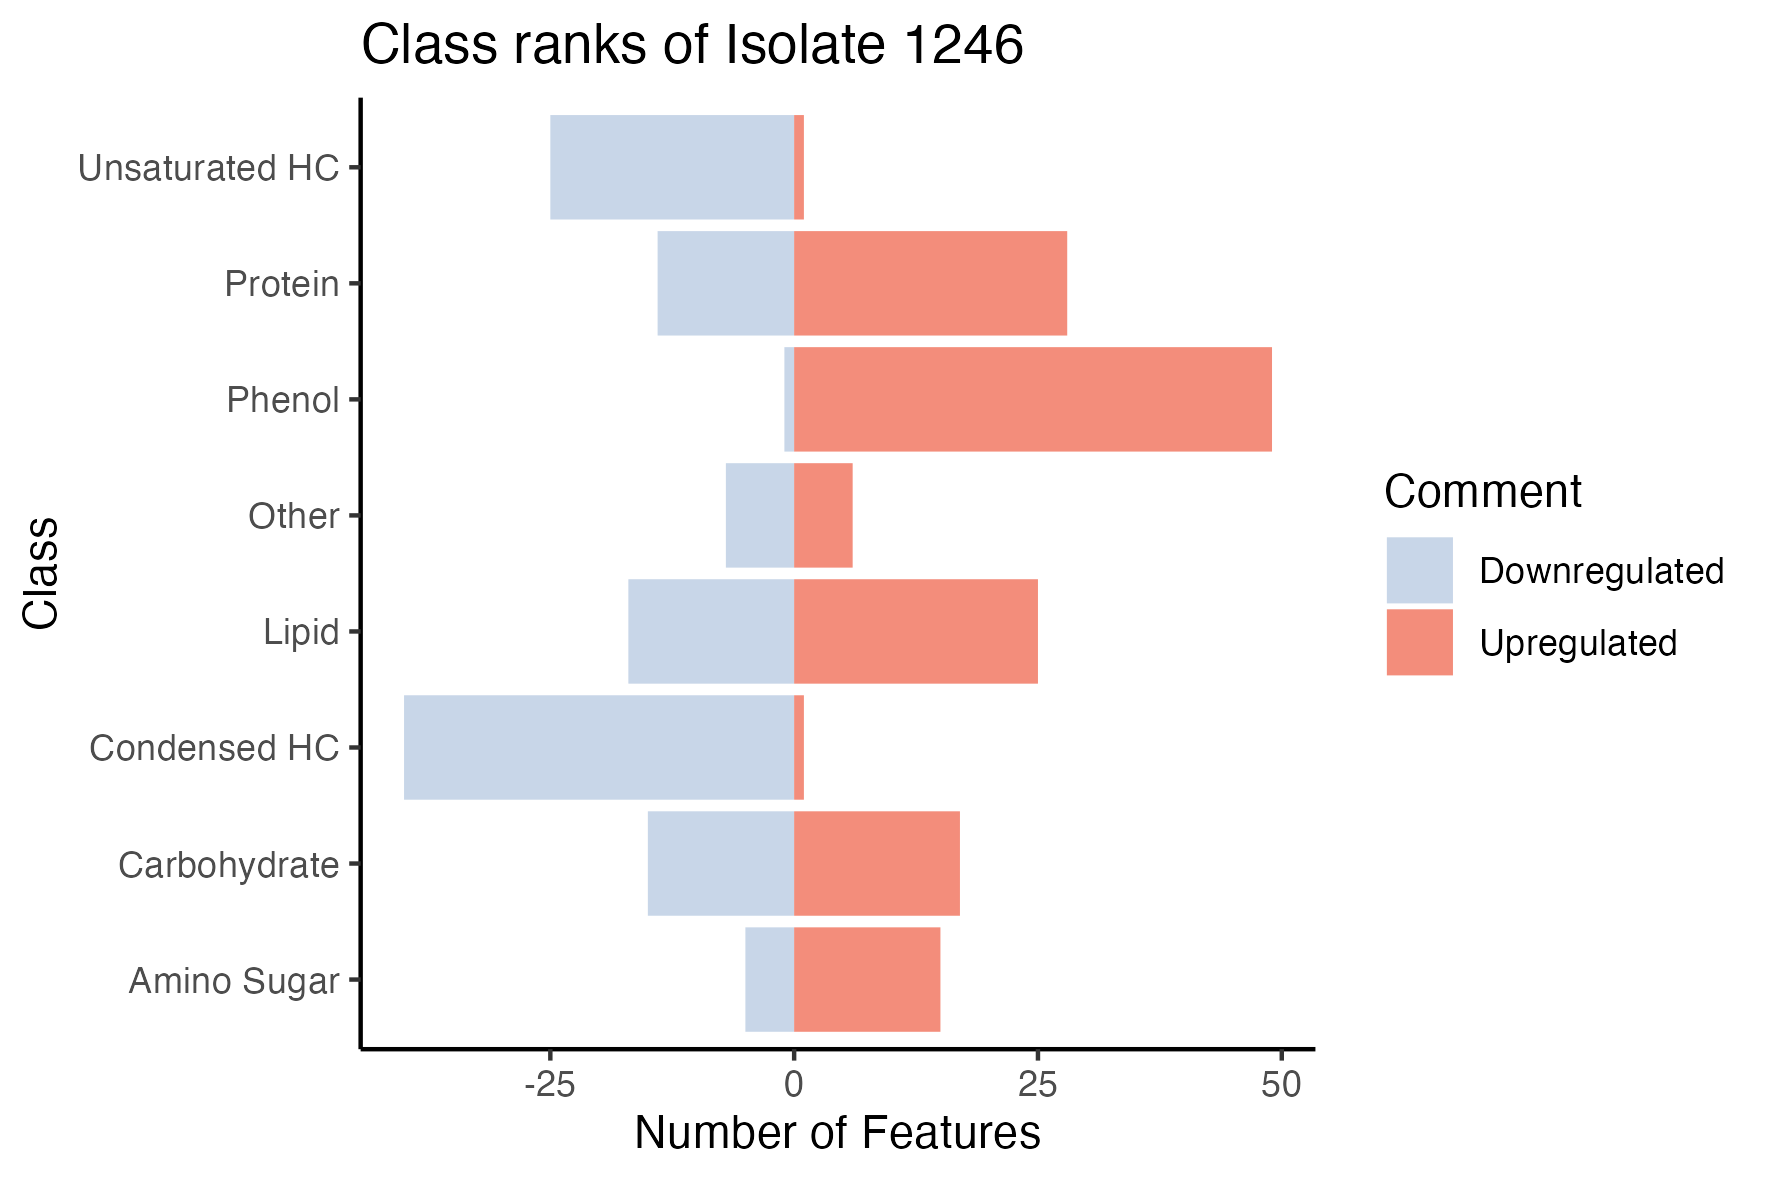 Class ranks of Isolate 1246
Class
Unsaturated HC
Protein
Phenol
Other
Lipid
Condensed HC
Carbohydrate
Amino Sugar
-25 0 25 50
Number of Features
Comment
Downregulated
Upregulated